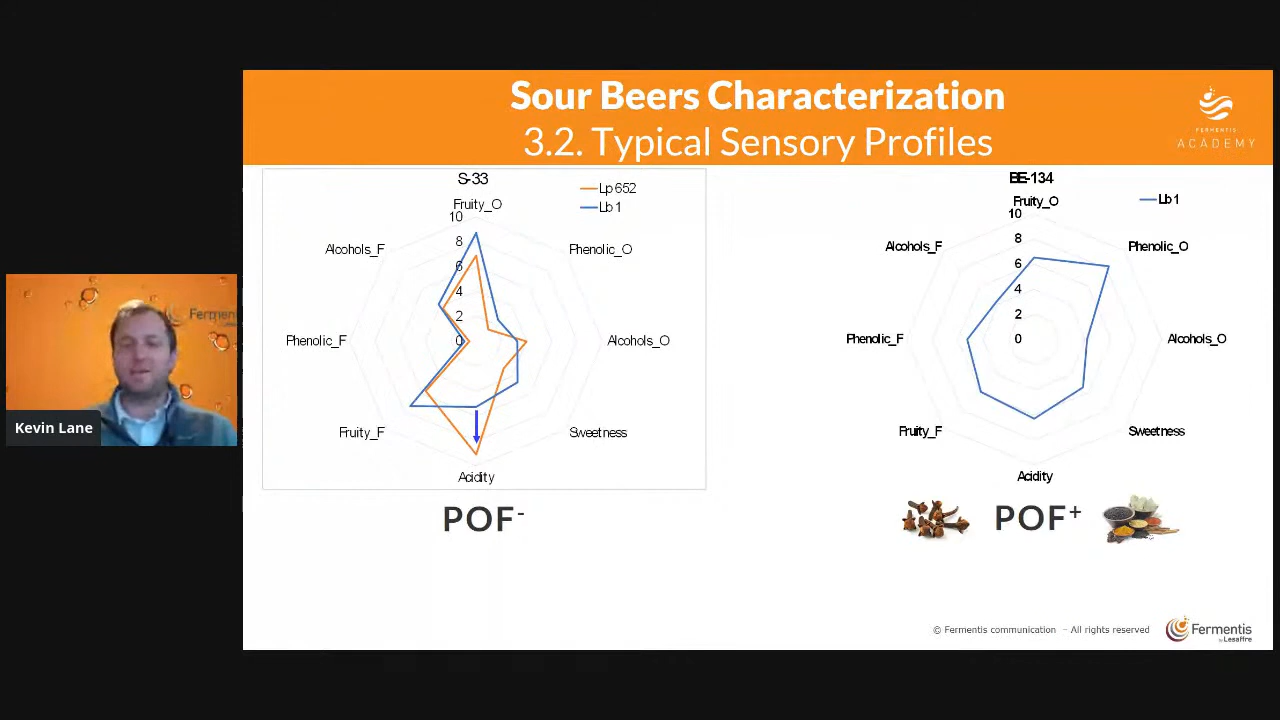 Sour Beers Characterization
3.2. Typical Sensory Profiles
FERMENTIS
ACADEMY
S-33
Lp 652
Lb 1
Fruity_O
Phenolic_O
Alcohols_O
Sweetness
Acidity
Fruity_F
Phenolic_F
Alcohols_F
10
8
6
4
2
0
POF-
BE-134
Lb 1
Fruity_O
Phenolic_O
Alcohols_O
Sweetness
Acidity
Fruity_F
Phenolic_F
Alcohols_F
10
8
6
4
2
0
POF+
Kevin Lane
© Fermentis communication – All rights reserved
Fermentis
by Lesaffre